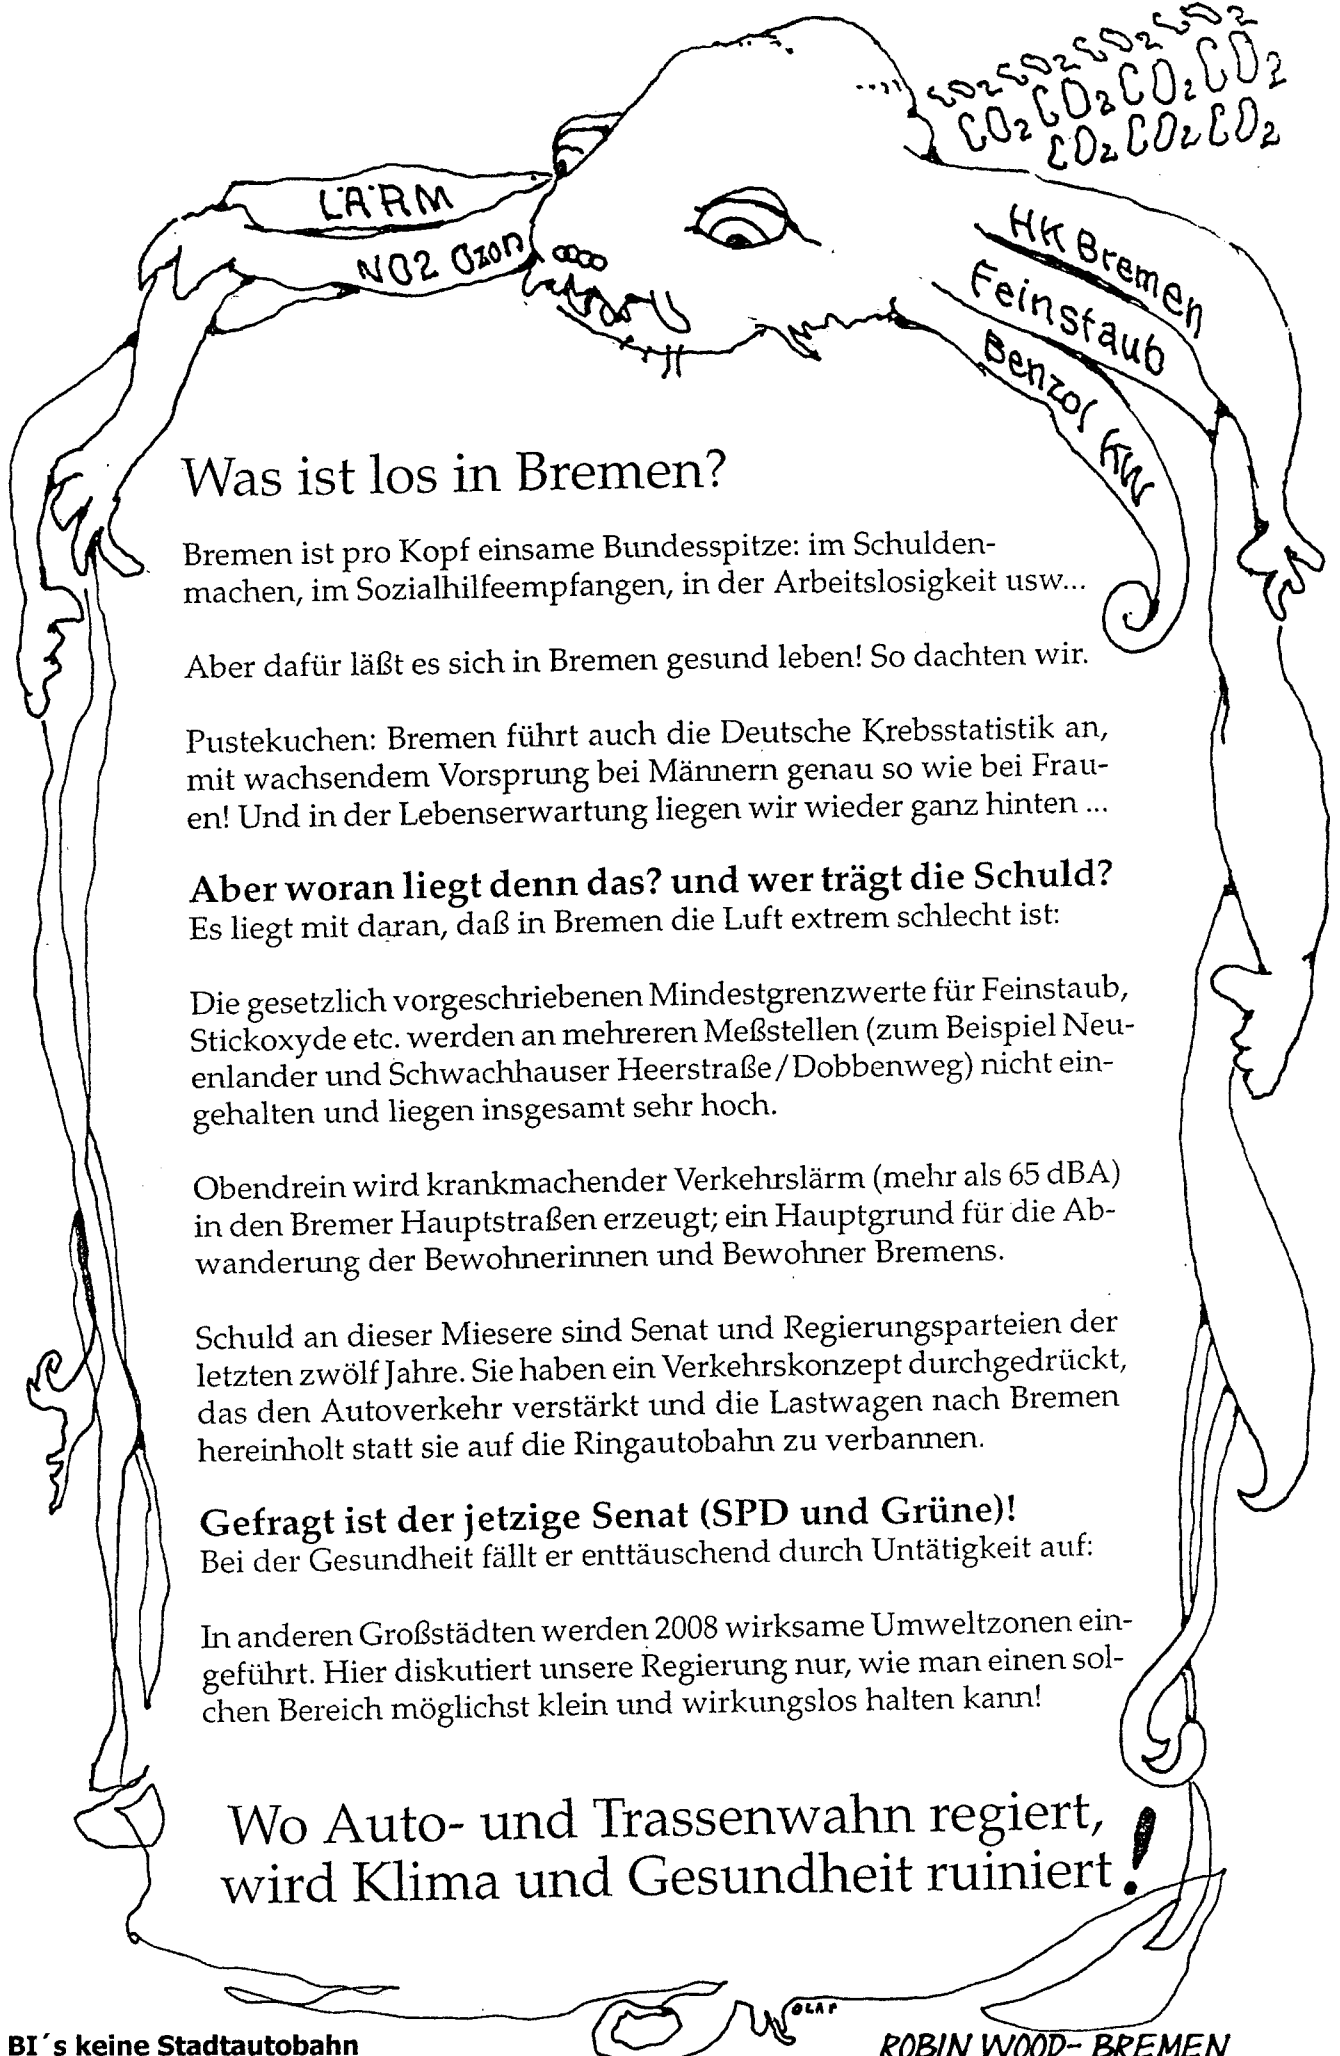 CO2 CO2 CO2 CO2
CO2 CO2 CO2 CO2
CO2 CO2 CO2
LÄRM
NO2 Ozon
HK Bremen
Feinstaub
Benzol KW
Was ist los in Bremen?
Bremen ist pro Kopf einsame Bundesspitze: im Schulden-
machen, im Sozialhilfeempfangen, in der Arbeitslosigkeit usw...
Aber dafür läßt es sich in Bremen gesund leben! So dachten wir.
Pustekuchen: Bremen führt auch die Deutsche Krebsstatistik an,
mit wachsendem Vorsprung bei Männern genau so wie bei Frau-
en! Und in der Lebenserwartung liegen wir wieder ganz hinten ...
Aber woran liegt denn das? und wer trägt die Schuld?
Es liegt mit daran, daß in Bremen die Luft extrem schlecht ist:
Die gesetzlich vorgeschriebenen Mindestgrenzwerte für Feinstaub,
Stickoxyde etc. werden an mehreren Meßstellen (zum Beispiel Neu-
enlander und Schwachhauser Heerstraße/Dobbenweg) nicht ein-
gehalten und liegen insgesamt sehr hoch.
Obendrein wird krankmachender Verkehrslärm (mehr als 65 dBA)
in den Bremer Hauptstraßen erzeugt; ein Hauptgrund für die Ab-
wanderung der Bewohnerinnen und Bewohner Bremens.
Schuld an dieser Miesere sind Senat und Regierungsparteien der
letzten zwölf Jahre. Sie haben ein Verkehrskonzept durchgedrückt,
das den Autoverkehr verstärkt und die Lastwagen nach Bremen
hereinholt statt sie auf die Ringautobahn zu verbannen.
Gefragt ist der jetzige Senat (SPD und Grüne)!
Bei der Gesundheit fällt er enttäuschend durch Untätigkeit auf:
In anderen Großstädten werden 2008 wirksame Umweltzonen ein-
geführt. Hier diskutiert unsere Regierung nur, wie man einen sol-
chen Bereich möglichst klein und wirkungslos halten kann!
Wo Auto- und Trassenwahn regiert,
wird Klima und Gesundheit ruiniert!
OLAF
BI´s keine Stadtautobahn
ROBIN WOOD- BREMEN